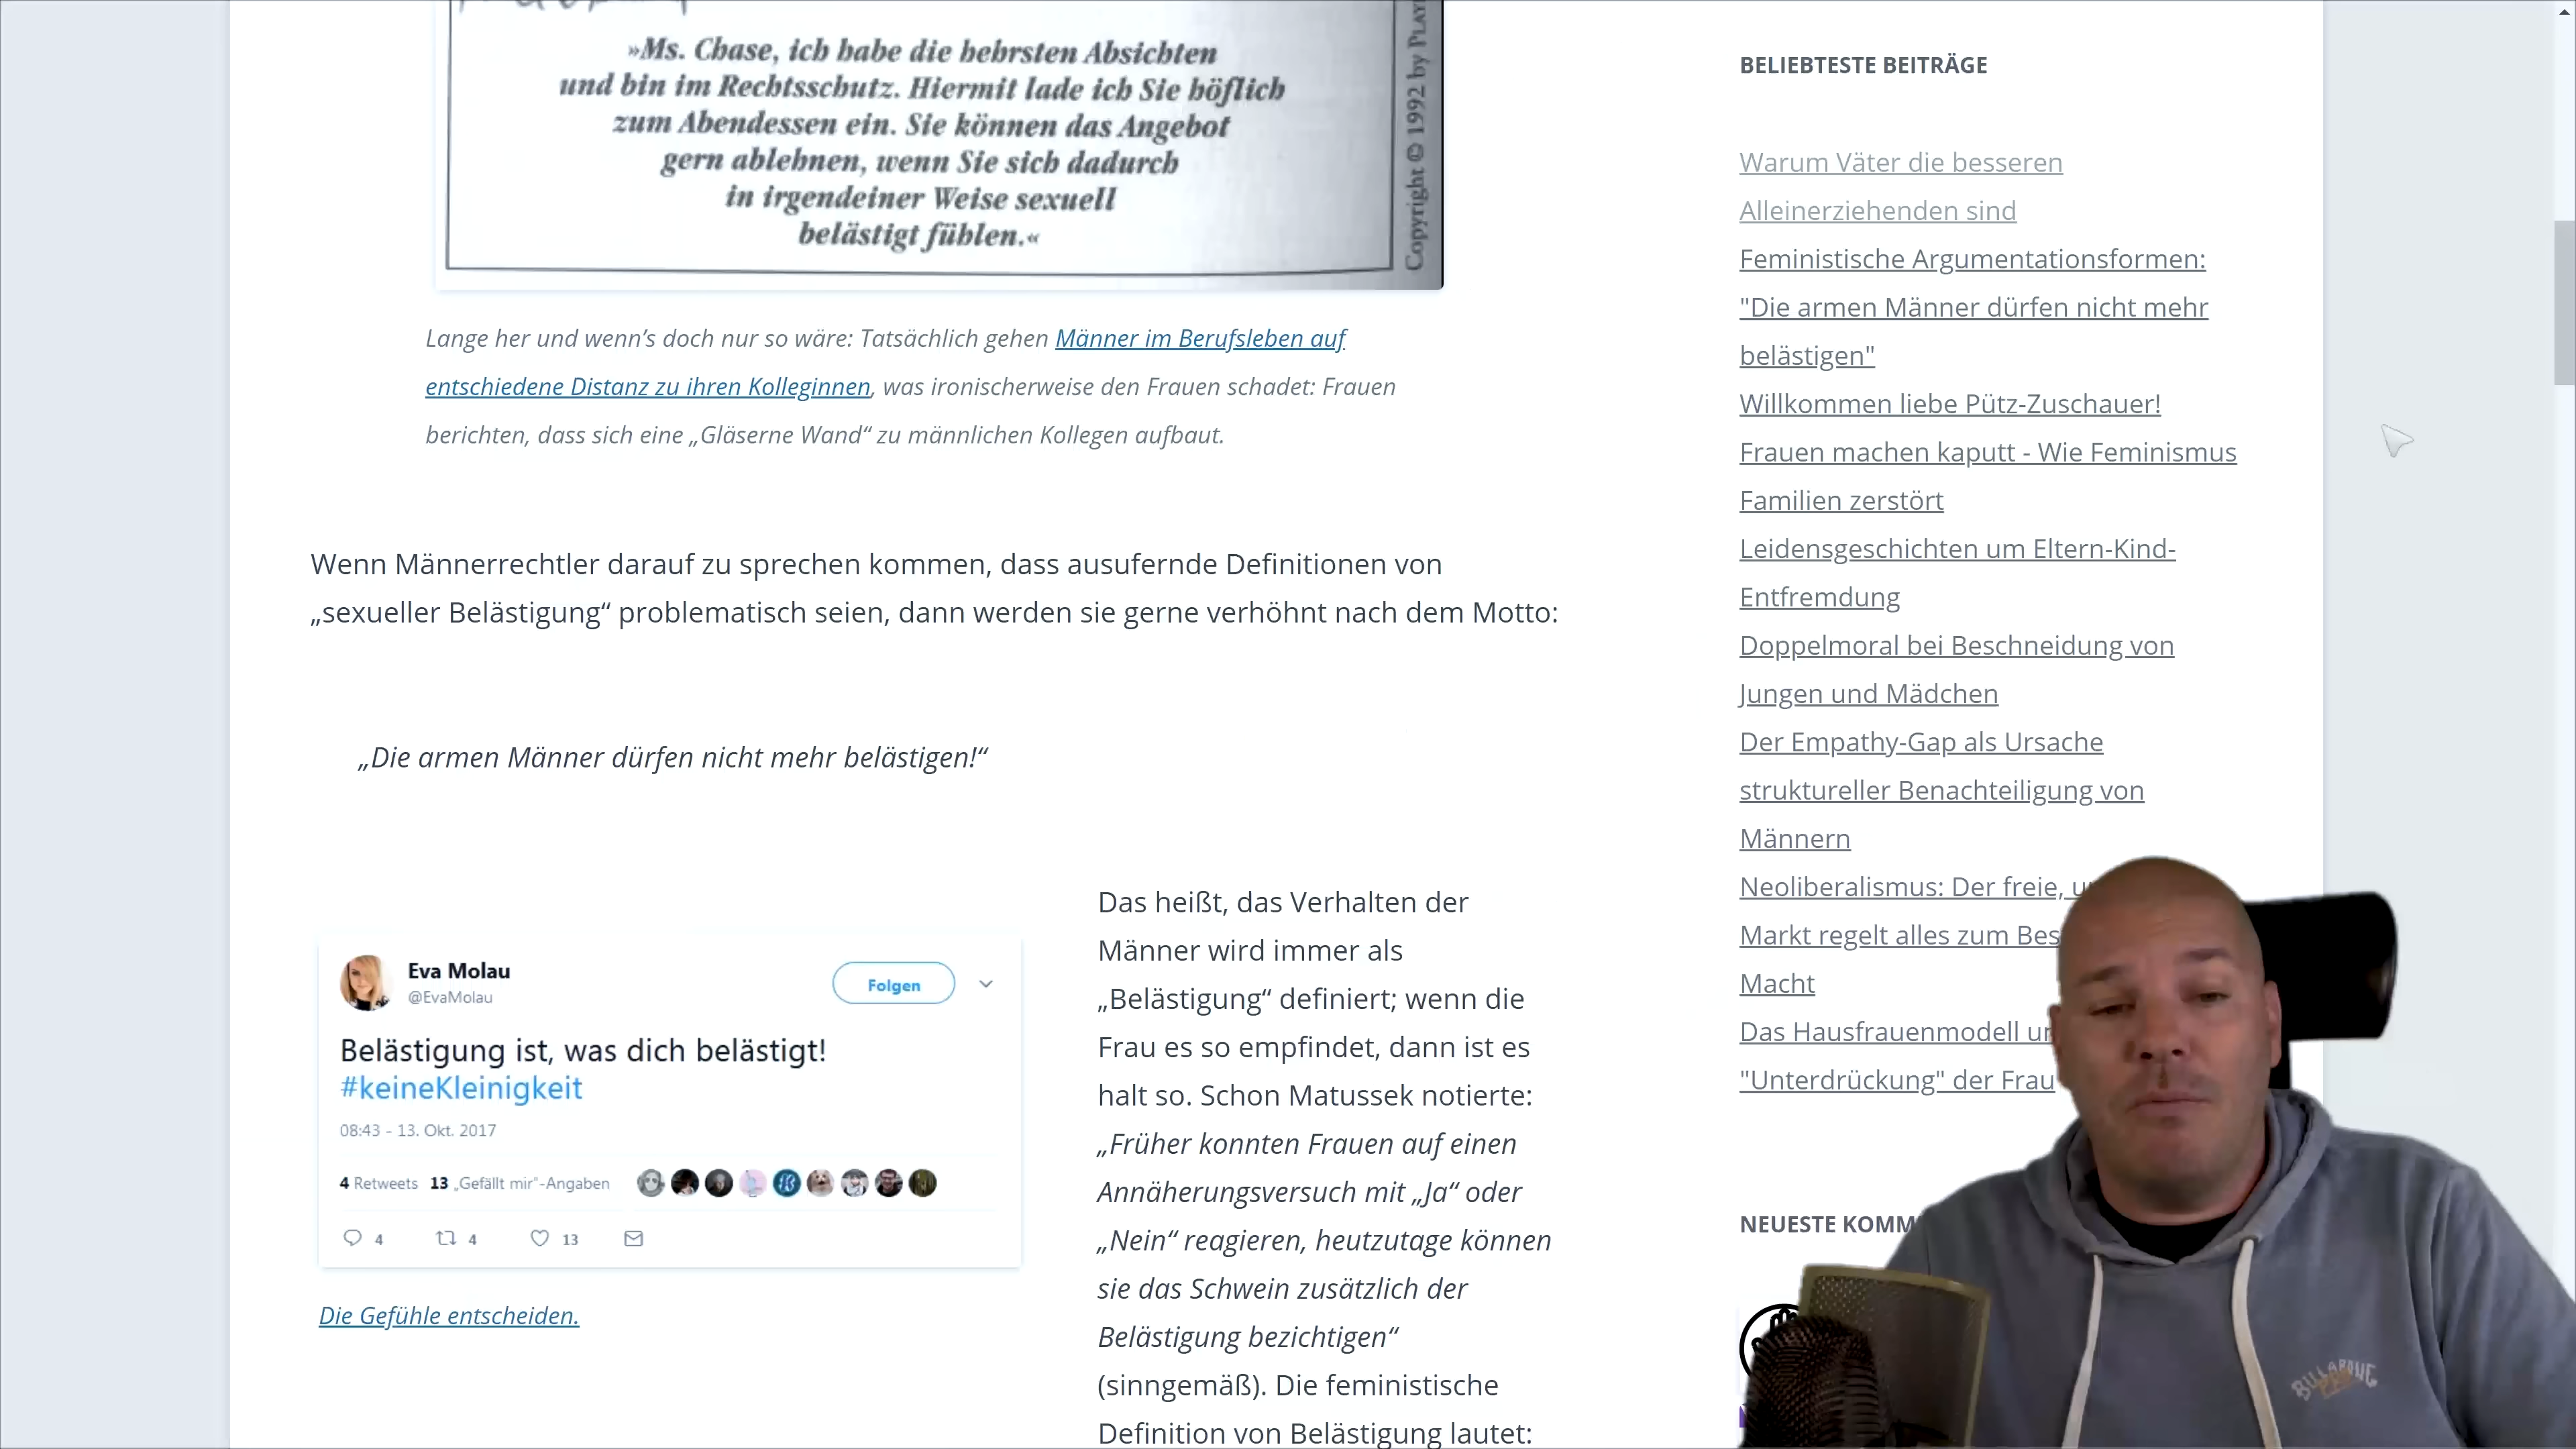 »Ms. Chase, ich habe die hehrsten Absichten
und bin im Rechtsschutz. Hiermit lade ich Sie höflich
zum Abendessen ein. Sie können das Angebot
gern ablehnen, wenn Sie sich dadurch
in irgendeiner Weise sexuell
belästigt fühlen.«
Copyright © 1992 by
Lange her und wenn’s doch nur so wäre: Tatsächlich gehen Männer im Berufsleben auf
entschiedene Distanz zu ihren Kolleginnen, was ironischerweise den Frauen schadet: Frauen
berichten, dass sich eine „Gläserne Wand“ zu männlichen Kollegen aufbaut.
Wenn Männerrechtler darauf zu sprechen kommen, dass ausufernde Definitionen von
„sexueller Belästigung“ problematisch seien, dann werden sie gerne verhöhnt nach dem Motto:
„Die armen Männer dürfen nicht mehr belästigen!“
Eva Molau
@EvaMolau
Folgen
Belästigung ist, was dich belästigt!
#keineKleinigkeit
08:43 - 13. Okt. 2017
4 Retweets 13 „Gefällt mir“-Angaben
4 4 13
Die Gefühle entscheiden.
Das heißt, das Verhalten der
Männer wird immer als
„Belästigung“ definiert; wenn die
Frau es so empfindet, dann ist es
halt so. Schon Matussek notierte:
„Früher konnten Frauen auf einen
Annäherungsversuch mit „Ja“ oder
„Nein“ reagieren, heutzutage können
sie das Schwein zusätzlich der
Belästigung bezichtigen“
(sinngemäß). Die feministische
Definition von Belästigung lautet:
BELIEBTESTE BEITRÄGE
Warum Väter die besseren
Alleinerziehenden sind
Feministische Argumentationsformen:
"Die armen Männer dürfen nicht mehr
belästigen"
Willkommen liebe Pütz-Zuschauer!
Frauen machen kaputt - Wie Feminismus
Familien zerstört
Leidensgeschichten um Eltern-Kind-
Entfremdung
Doppelmoral bei Beschneidung von
Jungen und Mädchen
Der Empathy-Gap als Ursache
struktureller Benachteiligung von
Männern
Neoliberalismus: Der freie,
Markt regelt alles zum
Macht
Das Hausfrauenmodell
"Unterdrückung" der Frau
NEUESTE
BILLABONG